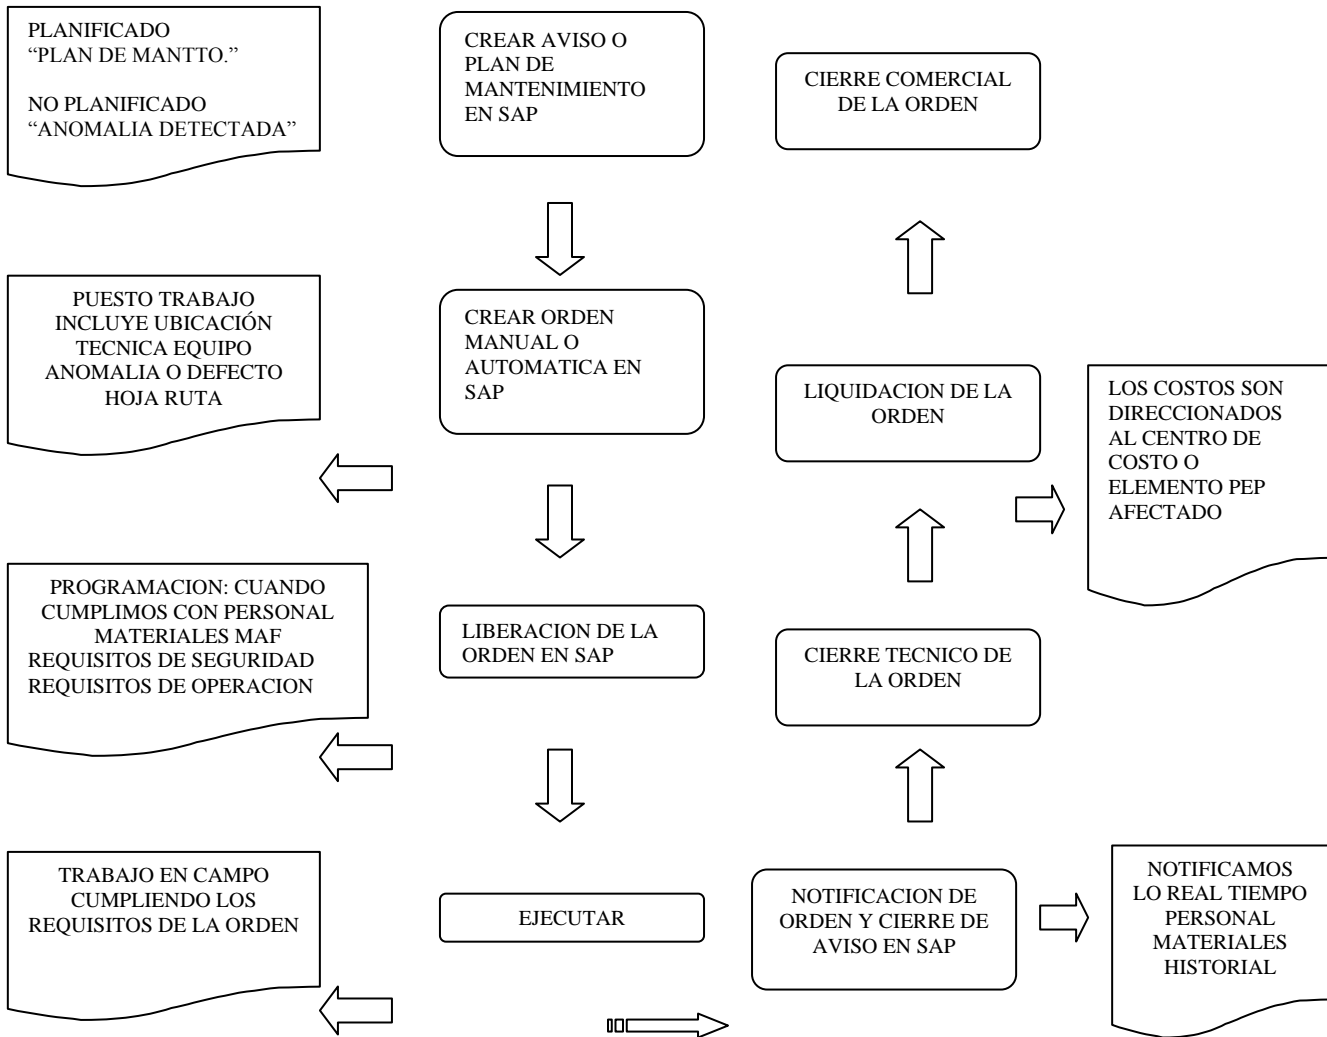 PLANIFICADO
“PLAN DE MANTTO.”
NO PLANIFICADO
“ANOMALIA DETECTADA”
CREAR AVISO O
PLAN DE
MANTENIMIENTO
EN SAP
CIERRE COMERCIAL
DE LA ORDEN
PUESTO TRABAJO
INCLUYE UBICACIÓN
TECNICA EQUIPO
ANOMALIA O DEFECTO
HOJA RUTA
CREAR ORDEN
MANUAL O
AUTOMATICA EN
SAP
LIQUIDACION DE LA
ORDEN
LOS COSTOS SON
DIRECCIONADOS
AL CENTRO DE
COSTO O
ELEMENTO PEP
AFECTADO
PROGRAMACION: CUANDO
CUMPLIMOS CON PERSONAL
MATERIALES MAF
REQUISITOS DE SEGURIDAD
REQUISITOS DE OPERACION
LIBERACION DE LA
ORDEN EN SAP
CIERRE TECNICO DE
LA ORDEN
TRABAJO EN CAMPO
CUMPLIENDO LOS
REQUISITOS DE LA ORDEN
EJECUTAR
NOTIFICACION DE
ORDEN Y CIERRE DE
AVISO EN SAP
NOTIFICAMOS
LO REAL TIEMPO
PERSONAL
MATERIALES
HISTORIAL